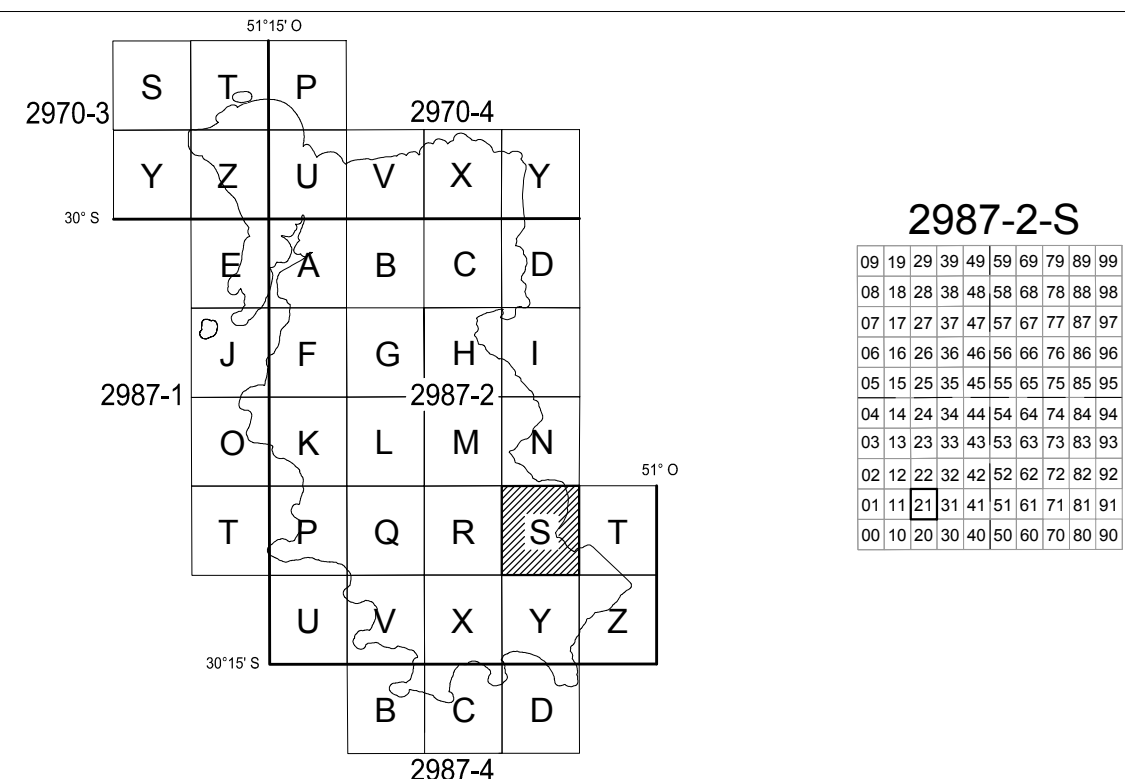 51°15' O
S T P
2970-3
2970-4
Y Z U V X Y
30° S
E A B C D
J F G H I
2987-1
2987-2
O K L M N
51° O
T P Q R S T
U V X Y Z
30°15' S
B C D
2987-4
2987-2-S
09 19 29 39 49 59 69 79 89 99
08 18 28 38 48 58 68 78 88 98
07 17 27 37 47 57 67 77 87 97
06 16 26 36 46 56 66 76 86 96
05 15 25 35 45 55 65 75 85 95
04 14 24 34 44 54 64 74 84 94
03 13 23 33 43 53 63 73 83 93
02 12 22 32 42 52 62 72 82 92
01 11 21 31 41 51 61 71 81 91
00 10 20 30 40 50 60 70 80 90